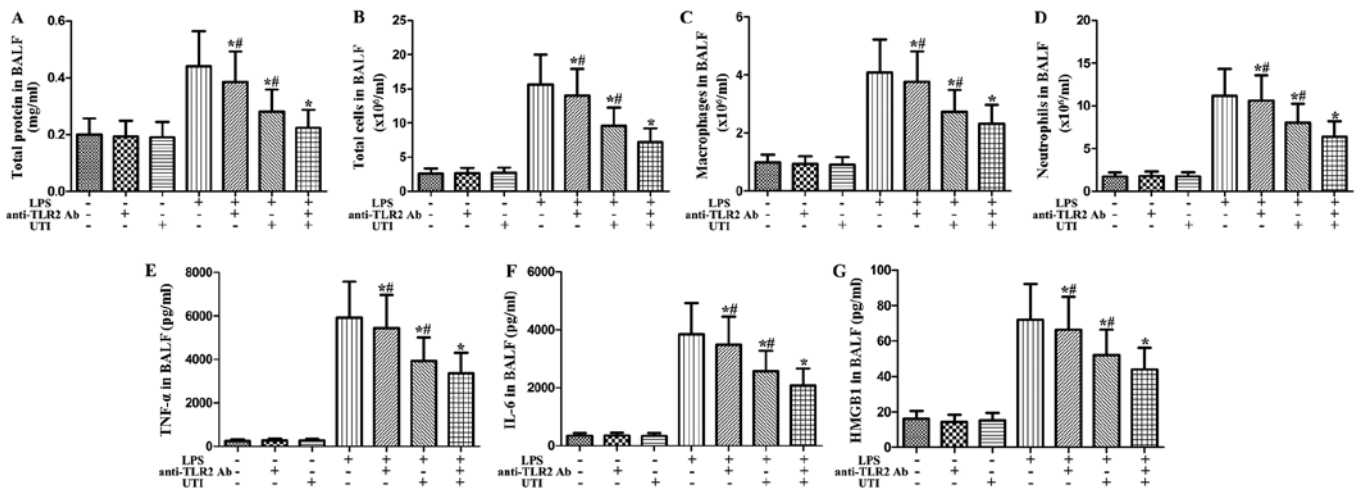 A
Total protein in BALF
(mg/ml)
0.6
0.4
0.2
0.0
*#
*#
*
LPS - - - + + + +
anti-TLR2 Ab - + - - + - +
UTI - - + - - + +
B
Total cells in BALF
(x10⁶/ml)
25
20
15
10
5
0
*#
*#
*
LPS - - - + + + +
anti-TLR2 Ab - + - - + - +
UTI - - + - - + +
C
Macrophages in BALF
(x10⁶/ml)
6
4
2
0
*#
*#
*
LPS - - - + + + +
anti-TLR2 Ab - + - - + - +
UTI - - + - - + +
D
Neutrophils in BALF
(x10⁶/ml)
20
15
10
5
0
*#
*#
*
LPS - - - + + + +
anti-TLR2 Ab - + - - + - +
UTI - - + - - + +
E
TNF-α in BALF (pg/ml)
8000
6000
4000
2000
0
*#
*#
*
LPS - - - + + + +
anti-TLR2 Ab - + - - + - +
UTI - - + - - + +
F
IL-6 in BALF (pg/ml)
6000
4000
2000
0
*#
*#
*
LPS - - - + + + +
anti-TLR2 Ab - + - - + - +
UTI - - + - - + +
G
HMGB1 in BALF (pg/ml)
100
80
60
40
20
0
*#
*#
*
LPS - - - + + + +
anti-TLR2 Ab - + - - + - +
UTI - - + - - + +